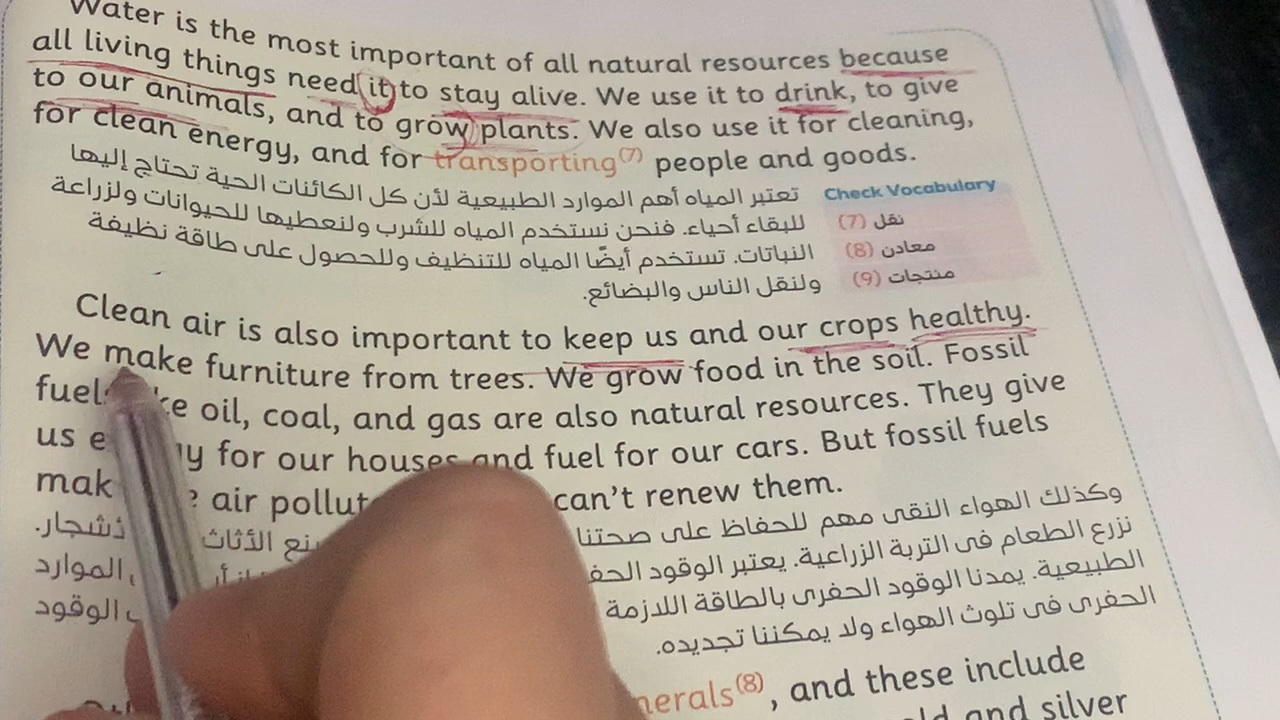 Water is the most important of all natural resources because
all living things need it to stay alive. We use it to drink, to give
to our animals, and to grow plants. We also use it for cleaning,
for clean energy, and for transporting(7) people and goods.
تعتبر المياه أهم الموارد الطبيعية لأن كل الكائنات الحية تحتاج إليها
للبقاء أحياء. فنحن نستخدم المياه للشرب ولنعطيها للحيوانات ولزراعة
النباتات. تستخدم أيضًا المياه للتنظيف وللحصول على طاقة نظيفة
ولنقل الناس والبضائع.
Check Vocabulary
(7) نقل
(8) معادن
(9) منتجات
Clean air is also important to keep us and our crops healthy.
We make furniture from trees. We grow food in the soil. Fossil
oil, coal, and gas are also natural resources. They give
us for our houses and fuel for our cars. But fossil fuels
air can't renew them.
وكذلك الهواء النقى مهم للحفاظ على صحتنا الأثاث
نزرع الطعام فى التربة الزراعية. يعتبر الوقود الموارد
الطبيعية. يمدنا الوقود الحفرى بالطاقة اللازمة الوقود
الحفرى فى تلوث الهواء ولا يمكننا تجديده.
(8), and these include
and silver